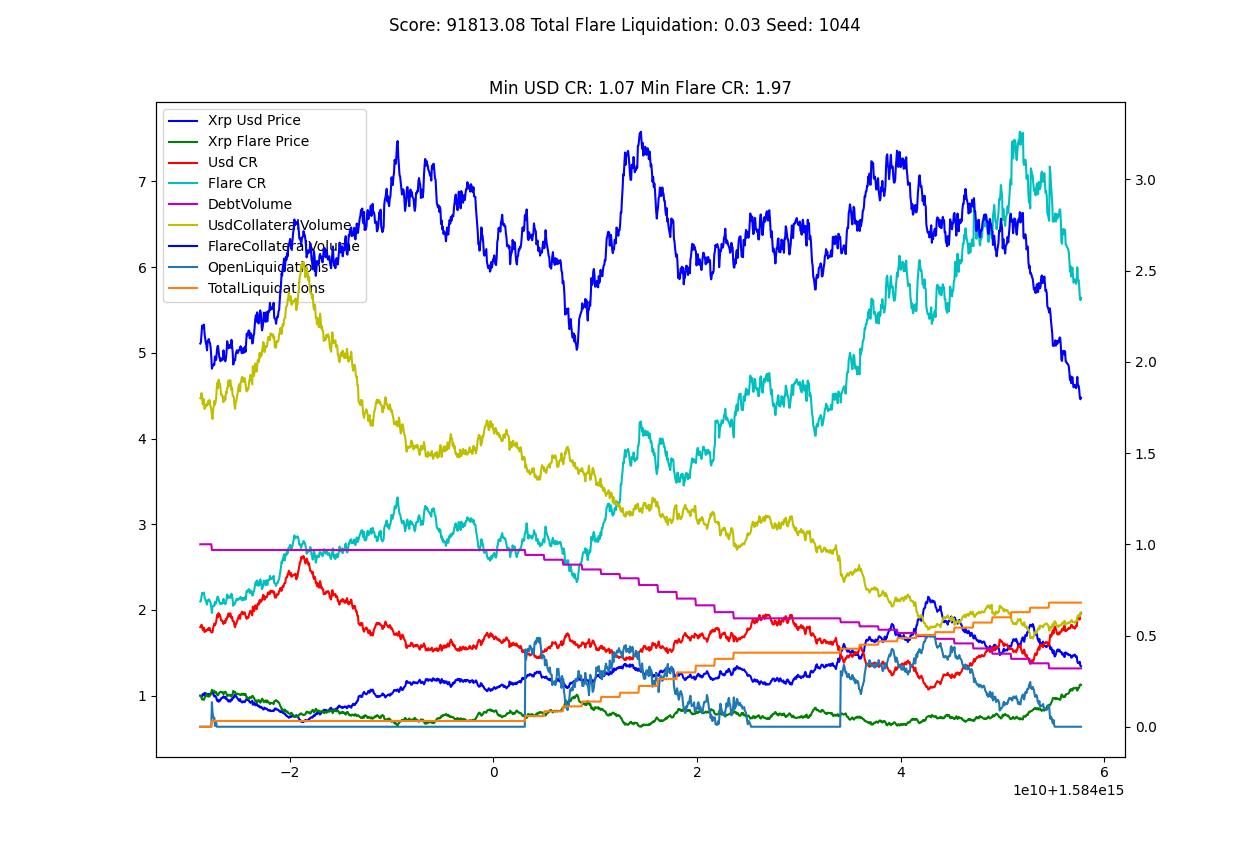 Score: 91813.08 Total Flare Liquidation: 0.03 Seed: 1044
Min USD CR: 1.07 Min Flare CR: 1.97
Xrp Usd Price
Xrp Flare Price
Usd CR
Flare CR
DebtVolume
UsdCollateralVolume
FlareCollateralVolume
OpenLiquidations
TotalLiquidations
7
6
5
4
3
2
1
3.0
2.5
2.0
1.5
1.0
0.5
0.0
−2 0 2 4 6
1e10+1.584e15